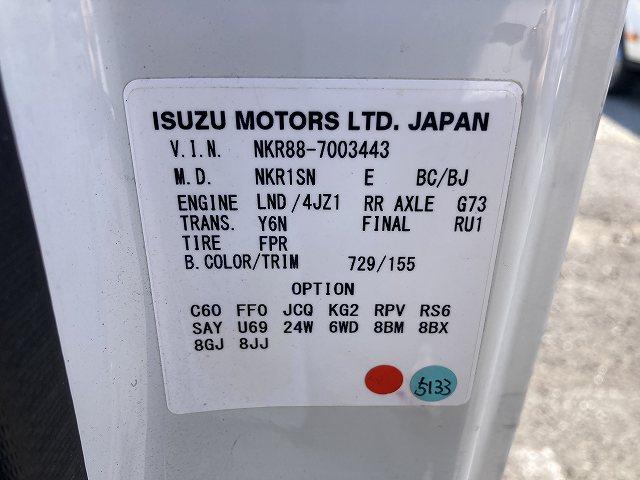 ISUZU MOTORS LTD. JAPAN
V.I.N. NKR88-7003443
M.D. NKR1SN E BC/BJ
ENGINE LND/4JZ1 RR AXLE G73
TRANS. Y6N FINAL RU1
TIRE FPR
B.COLOR/TRIM 729/155
OPTION
C60 FF0 JCQ KG2 RPV RS6
SAY U69 24W 6WD 8BM 8BX
8GJ 8JJ
5133